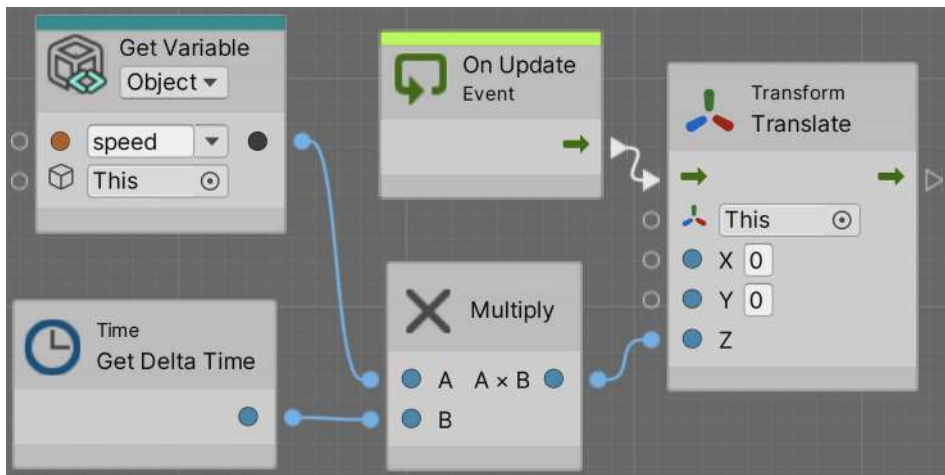 Get Variable
Object
speed
This
On Update
Event
Transform
Translate
This
X 0
Y 0
Z
Time
Get Delta Time
Multiply
A A × B
B